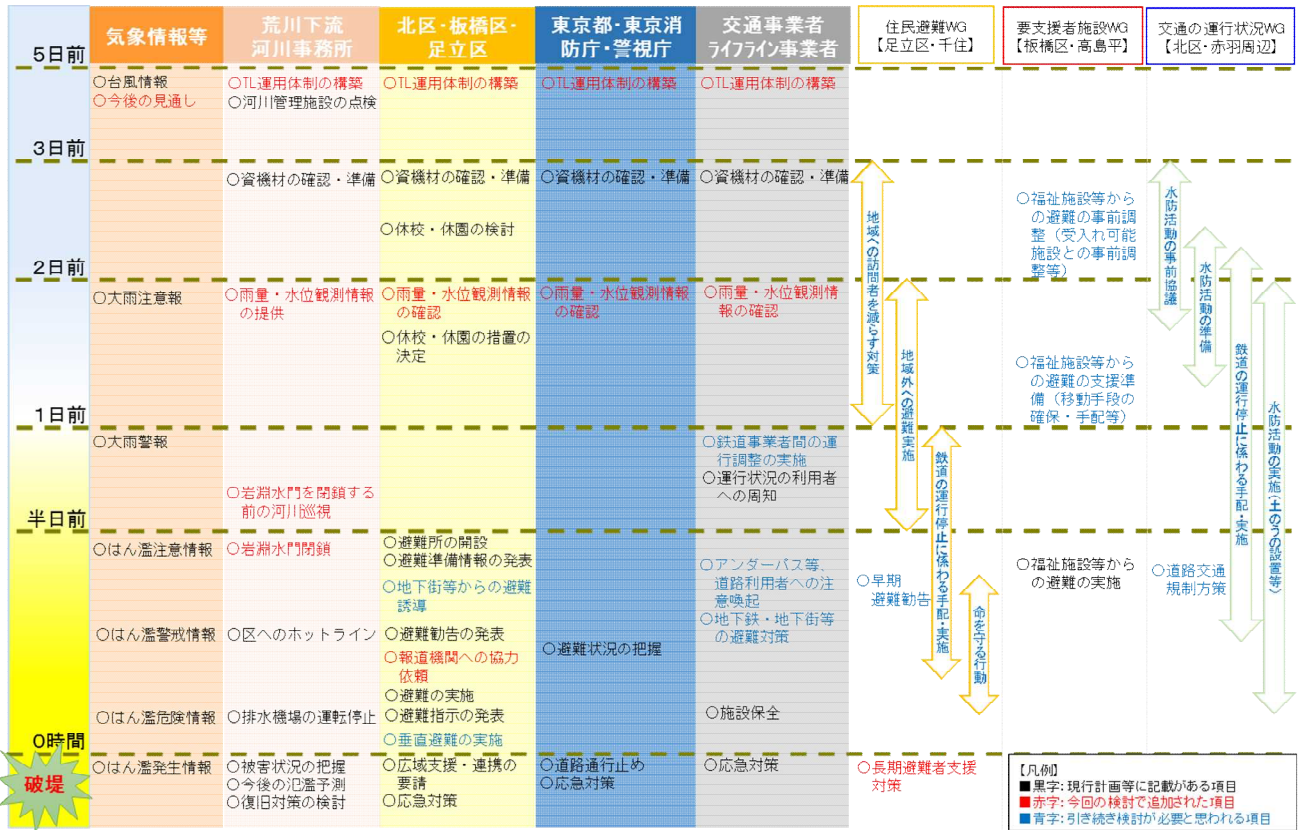 5日前
3日前
2日前
1日前
半日前
0時間
破堤
気象情報等
○台風情報
○今後の見通し
○大雨注意報
○大雨警報
○はん濫注意情報
○はん濫警戒情報
○はん濫危険情報
○はん濫発生情報
荒川下流
河川事務所
○TL運用体制の構築
○河川管理施設の点検
○資機材の確認・準備
○雨量・水位観測情報
の提供
○岩淵水門を閉鎖する
前の河川巡視
○岩淵水門閉鎖
○区へのホットライン
○排水機場の運転停止
○被害状況の把握
○今後の氾濫予測
○復旧対策の検討
北区・板橋区・
足立区
○TL運用体制の構築
○資機材の確認・準備
○休校・休園の検討
○雨量・水位観測情報
の確認
○休校・休園の措置の
決定
○避難所の開設
○避難準備情報の発表
○地下街等からの避難
誘導
○避難勧告の発表
○報道機関への協力
依頼
○避難の実施
○避難指示の発表
○垂直避難の実施
○広域支援・連携の
要請
○応急対策
東京都・東京消
防庁・警視庁
○TL運用体制の構築
○資機材の確認・準備
○雨量・水位観測情報
の確認
○避難状況の把握
○道路通行止め
○応急対策
交通事業者
ライフライン事業者
○TL運用体制の構築
○資機材の確認・準備
○雨量・水位観測情
報の確認
○鉄道事業者間の運
行調整の実施
○運行状況の利用者
への周知
○アンダーパス等、
道路利用者への注
意喚起
○地下鉄・地下街等
の避難対策
○施設保全
○応急対策
住民避難WG
【足立区・千住】
地域への訪問者を減らす対策
地域外への避難実施
鉄道の運行停止に係わる手配・実施
命を守る行動
○早期
避難勧告
○長期避難者支援
対策
要支援者施設WG
【板橋区・高島平】
○福祉施設等から
の避難の事前調
整（受入れ可能
施設との事前調
整等）
○福祉施設等から
の避難の支援準
備（移動手段の
確保・手配等）
○福祉施設等から
の避難の実施
交通の運行状況WG
【北区・赤羽周辺】
水防活動の事前協議
水防活動の準備
鉄道の運行停止に係わる手配・実施
水防活動の実施（土のうの設置等）
○道路交通
規制方策
【凡例】
■黒字：現行計画等に記載がある項目
■赤字：今回の検討で追加された項目
■青字：引き続き検討が必要と思われる項目